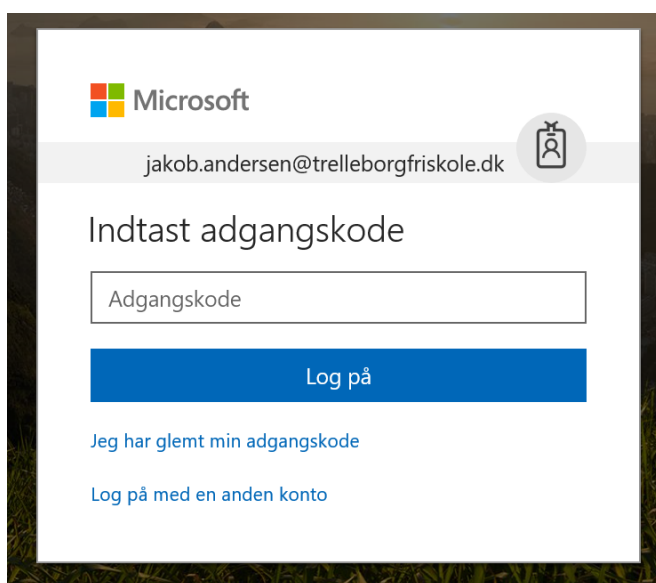 Microsoft
jakob.andersen@trelleborgfriskole.dk
Indtast adgangskode
Adgangskode
Log på
Jeg har glemt min adgangskode
Log på med en anden konto